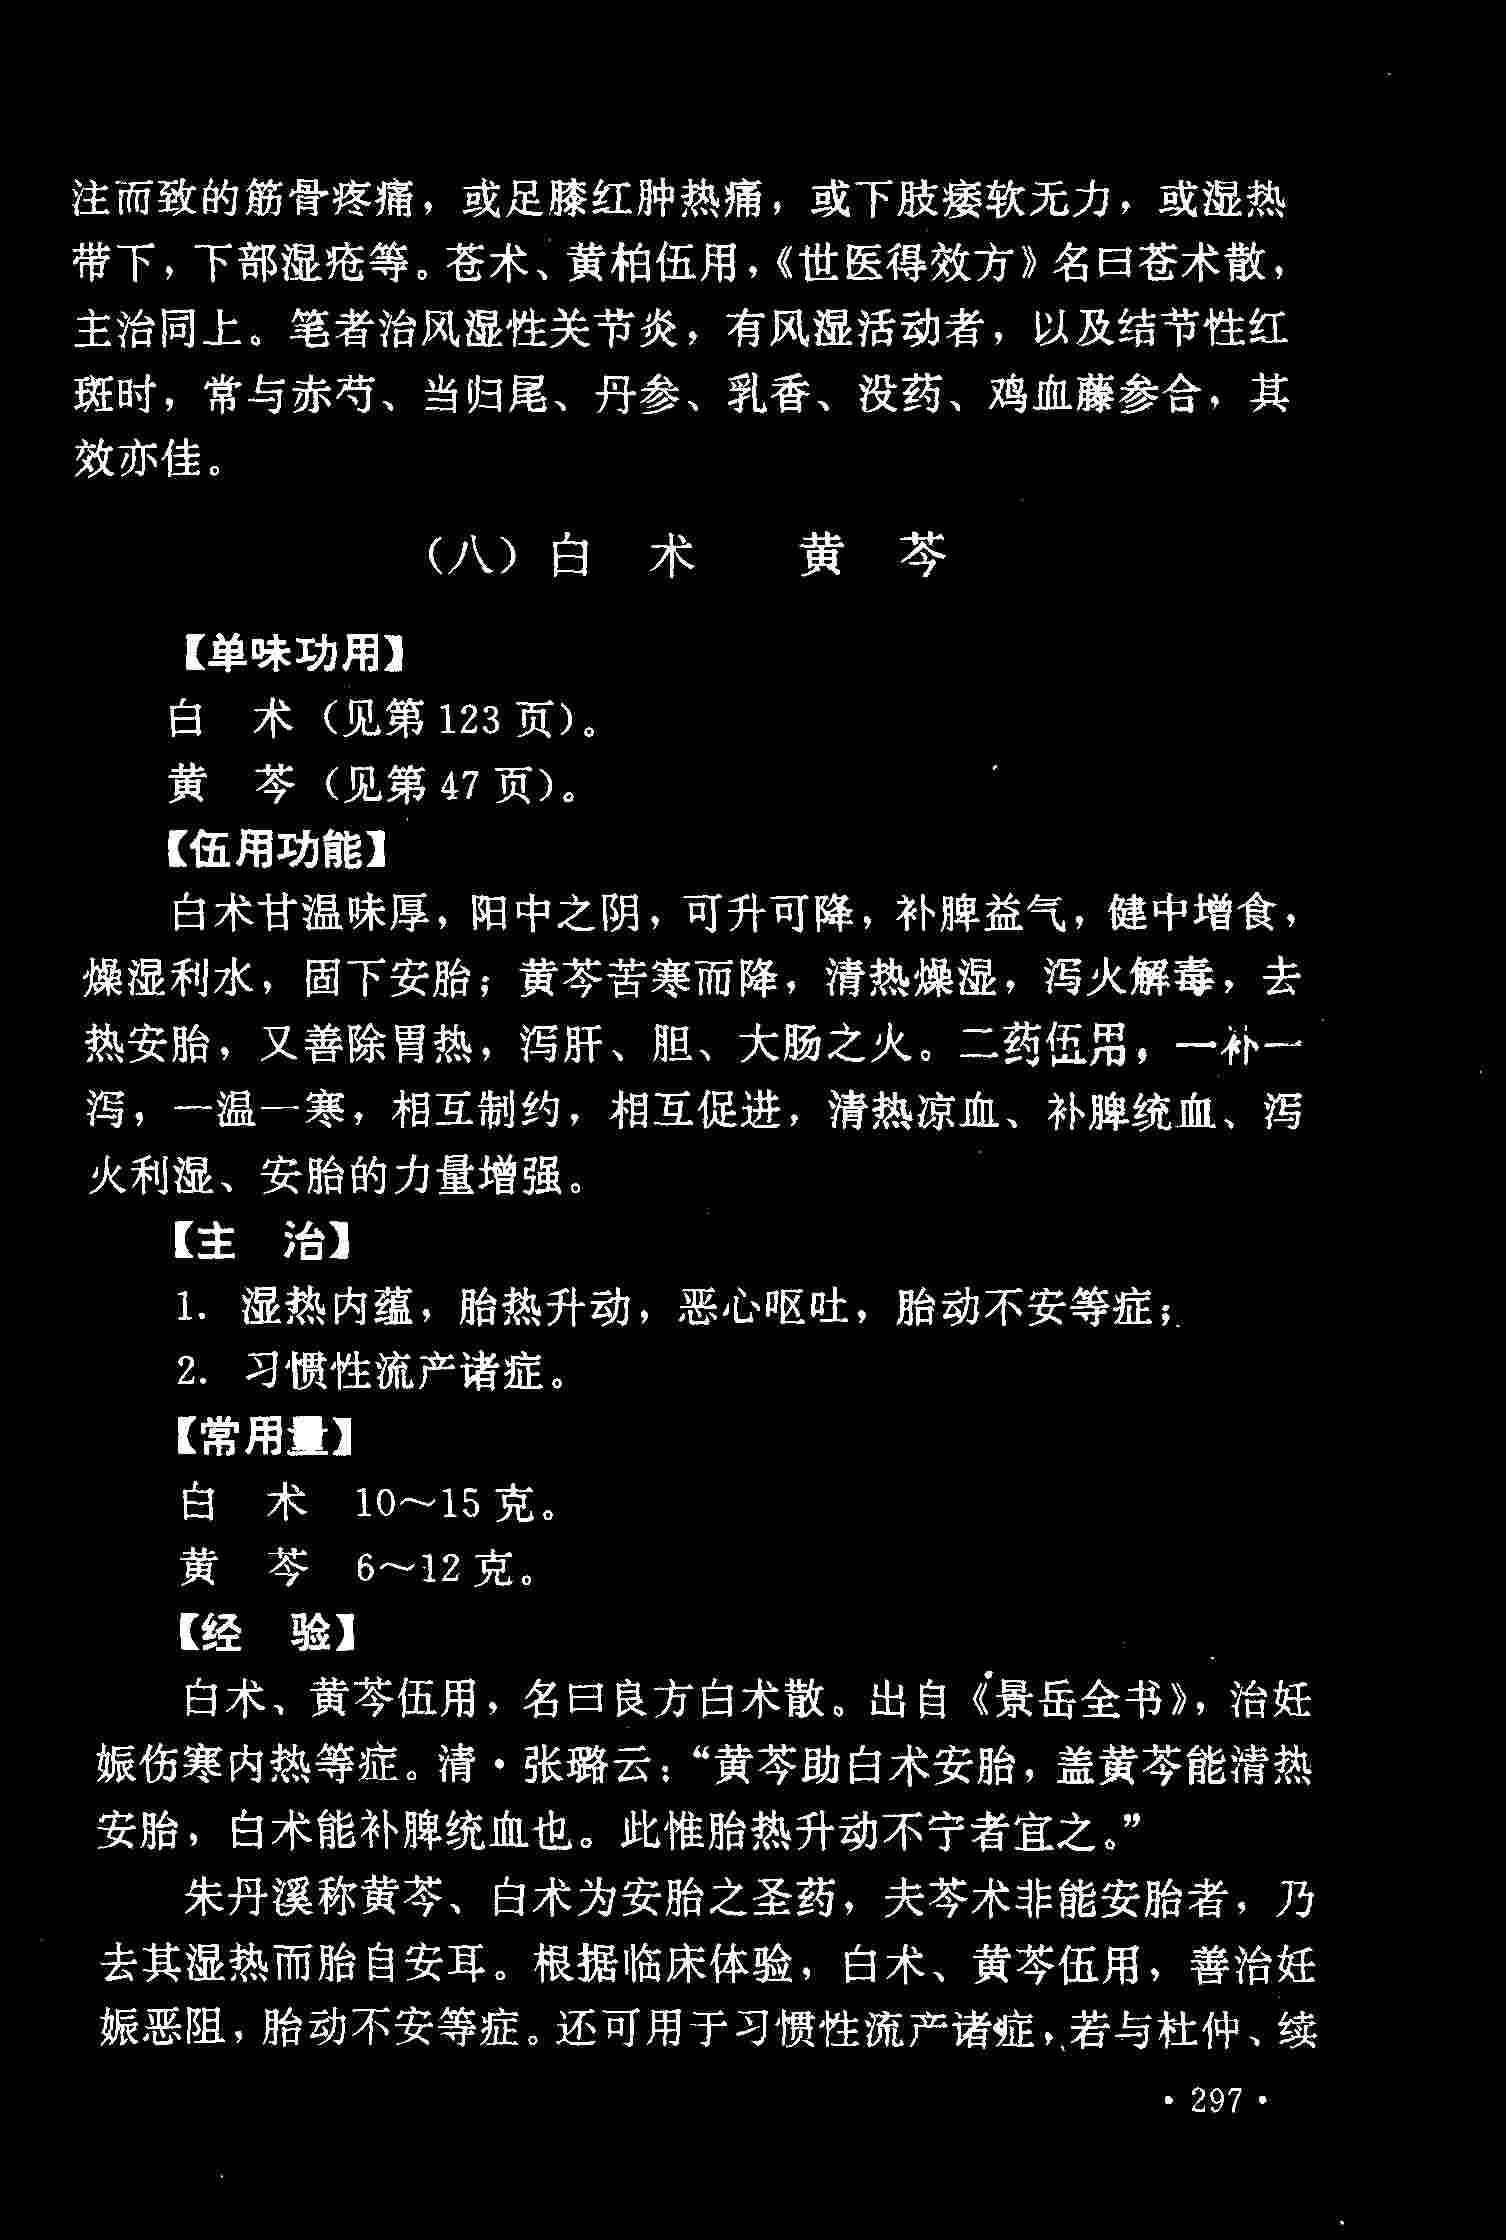 注而致的筋骨疼痛，或足膝红肿热痛，或下肢痿软无力，或湿热
带下，下部湿疮等。苍术、黄柏伍用，《世医得效方》名曰苍术散，
主治同上。笔者治风湿性关节炎，有风湿活动者，以及结节性红
斑时，常与赤芍、当归尾、丹参、乳香、没药、鸡血藤参合，其
效亦佳。
（八）白　术　　黄　芩
【单味功用】
白　术（见第 123 页）。
黄　芩（见第 47 页）。
【伍用功能】
白术甘温味厚，阳中之阴，可升可降，补脾益气，健中增食，
燥湿利水，固下安胎；黄芩苦寒而降，清热燥湿，泻火解毒，去
热安胎，又善除胃热，泻肝、胆、大肠之火。二药伍用，一补一
泻，一温一寒，相互制约，相互促进，清热凉血、补脾统血、泻
火利湿、安胎的力量增强。
【主　治】
1. 湿热内蕴，胎热升动，恶心呕吐，胎动不安等症；
2. 习惯性流产诸症。
【常用量】
白　术　10～15 克。
黄　芩　6～12 克。
【经　验】
白术、黄芩伍用，名曰良方白术散。出自《景岳全书》，治妊
娠伤寒内热等症。清·张璐云：“黄芩助白术安胎，盖黄芩能清热
安胎，白术能补脾统血也。此惟胎热升动不宁者宜之。”
朱丹溪称黄芩、白术为安胎之圣药，夫芩术非能安胎者，乃
去其湿热而胎自安耳。根据临床体验，白术、黄芩伍用，善治妊
娠恶阻，胎动不安等症。还可用于习惯性流产诸症，若与杜仲、续
· 297 ·